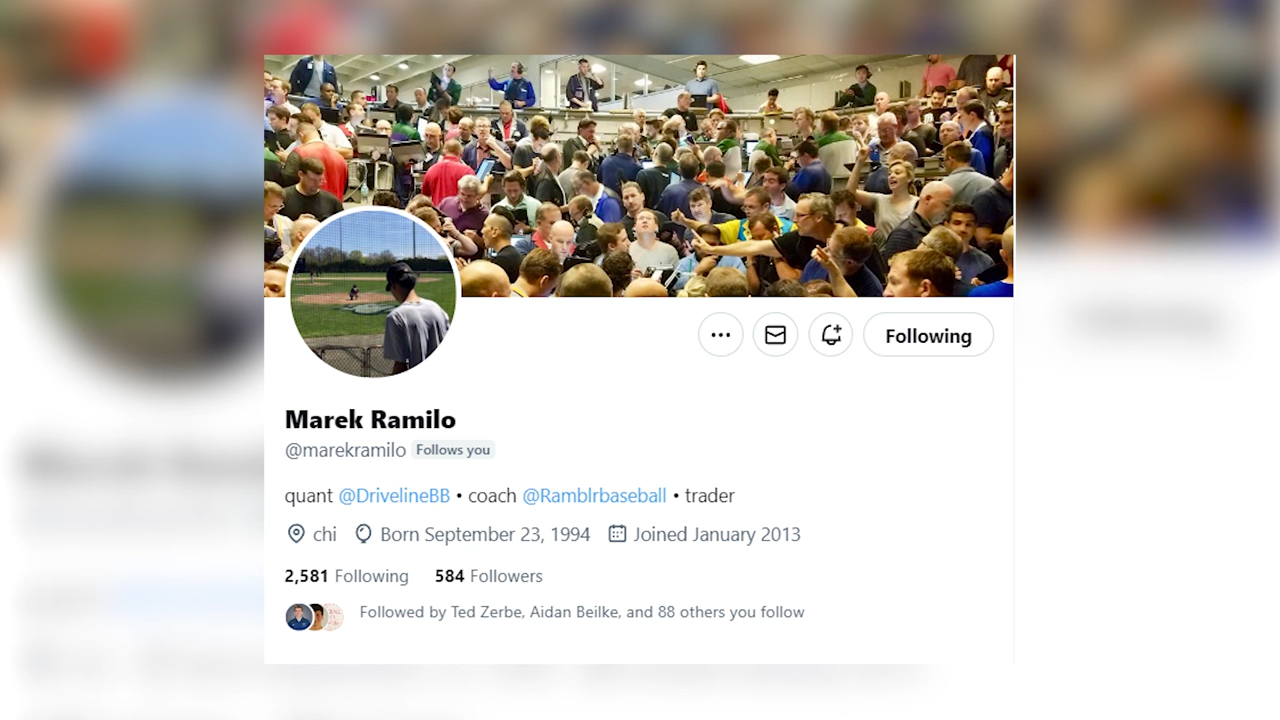 Following
Marek Ramilo
@marekramilo Follows you
quant @DrivelineBB • coach @Ramblrbaseball • trader
chi Born September 23, 1994 Joined January 2013
2,581 Following 584 Followers
Followed by Ted Zerbe, Aidan Beilke, and 88 others you follow